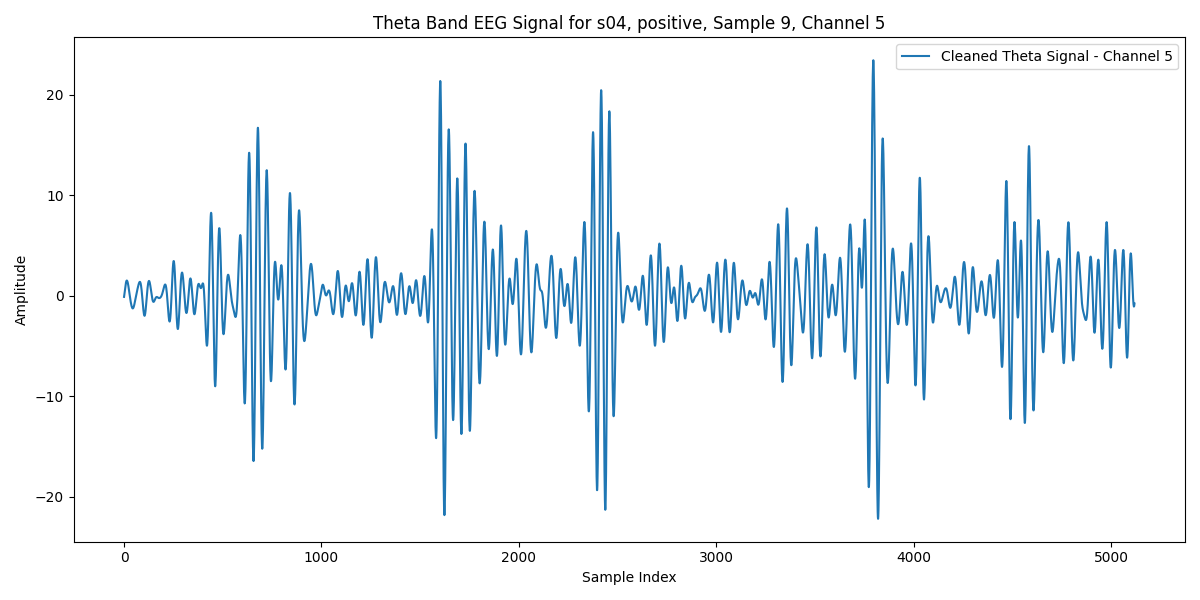 Theta Band EEG Signal for s04, positive, Sample 9, Channel 5
Cleaned Theta Signal - Channel 5
Amplitude
20
10
0
−10
−20
0 1000 2000 3000 4000 5000
Sample Index